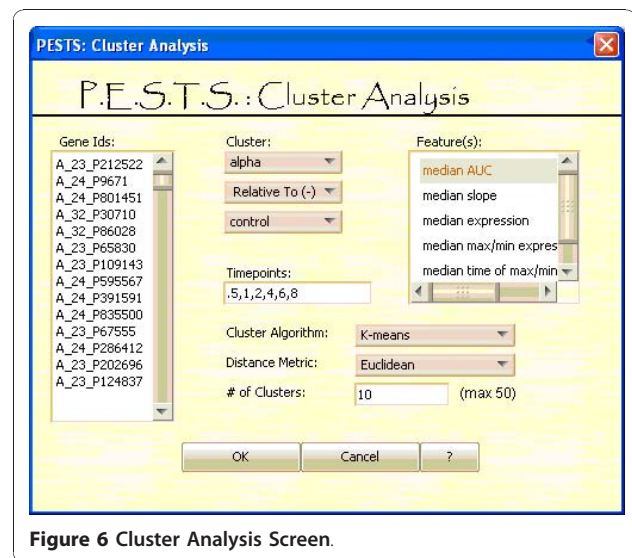 PESTS: Cluster Analysis
P.E.S.T.S. : Cluster Analysis
Gene Ids:
A_23_P212522
A_24_P9671
A_24_P801451
A_32_P30710
A_32_P86028
A_23_P65830
A_23_P109143
A_24_P595567
A_24_P391591
A_24_P835500
A_23_P67555
A_24_P286412
A_23_P202696
A_23_P124837
Cluster:
alpha
Relative To (-)
control
Feature(s):
median AUC
median slope
median expression
median max/min expres
median time of max/min
Timepoints:
.5,1,2,4,6,8
Cluster Algorithm: K-means
Distance Metric: Euclidean
# of Clusters: 10 (max 50)
OK Cancel ?
Figure 6 Cluster Analysis Screen.